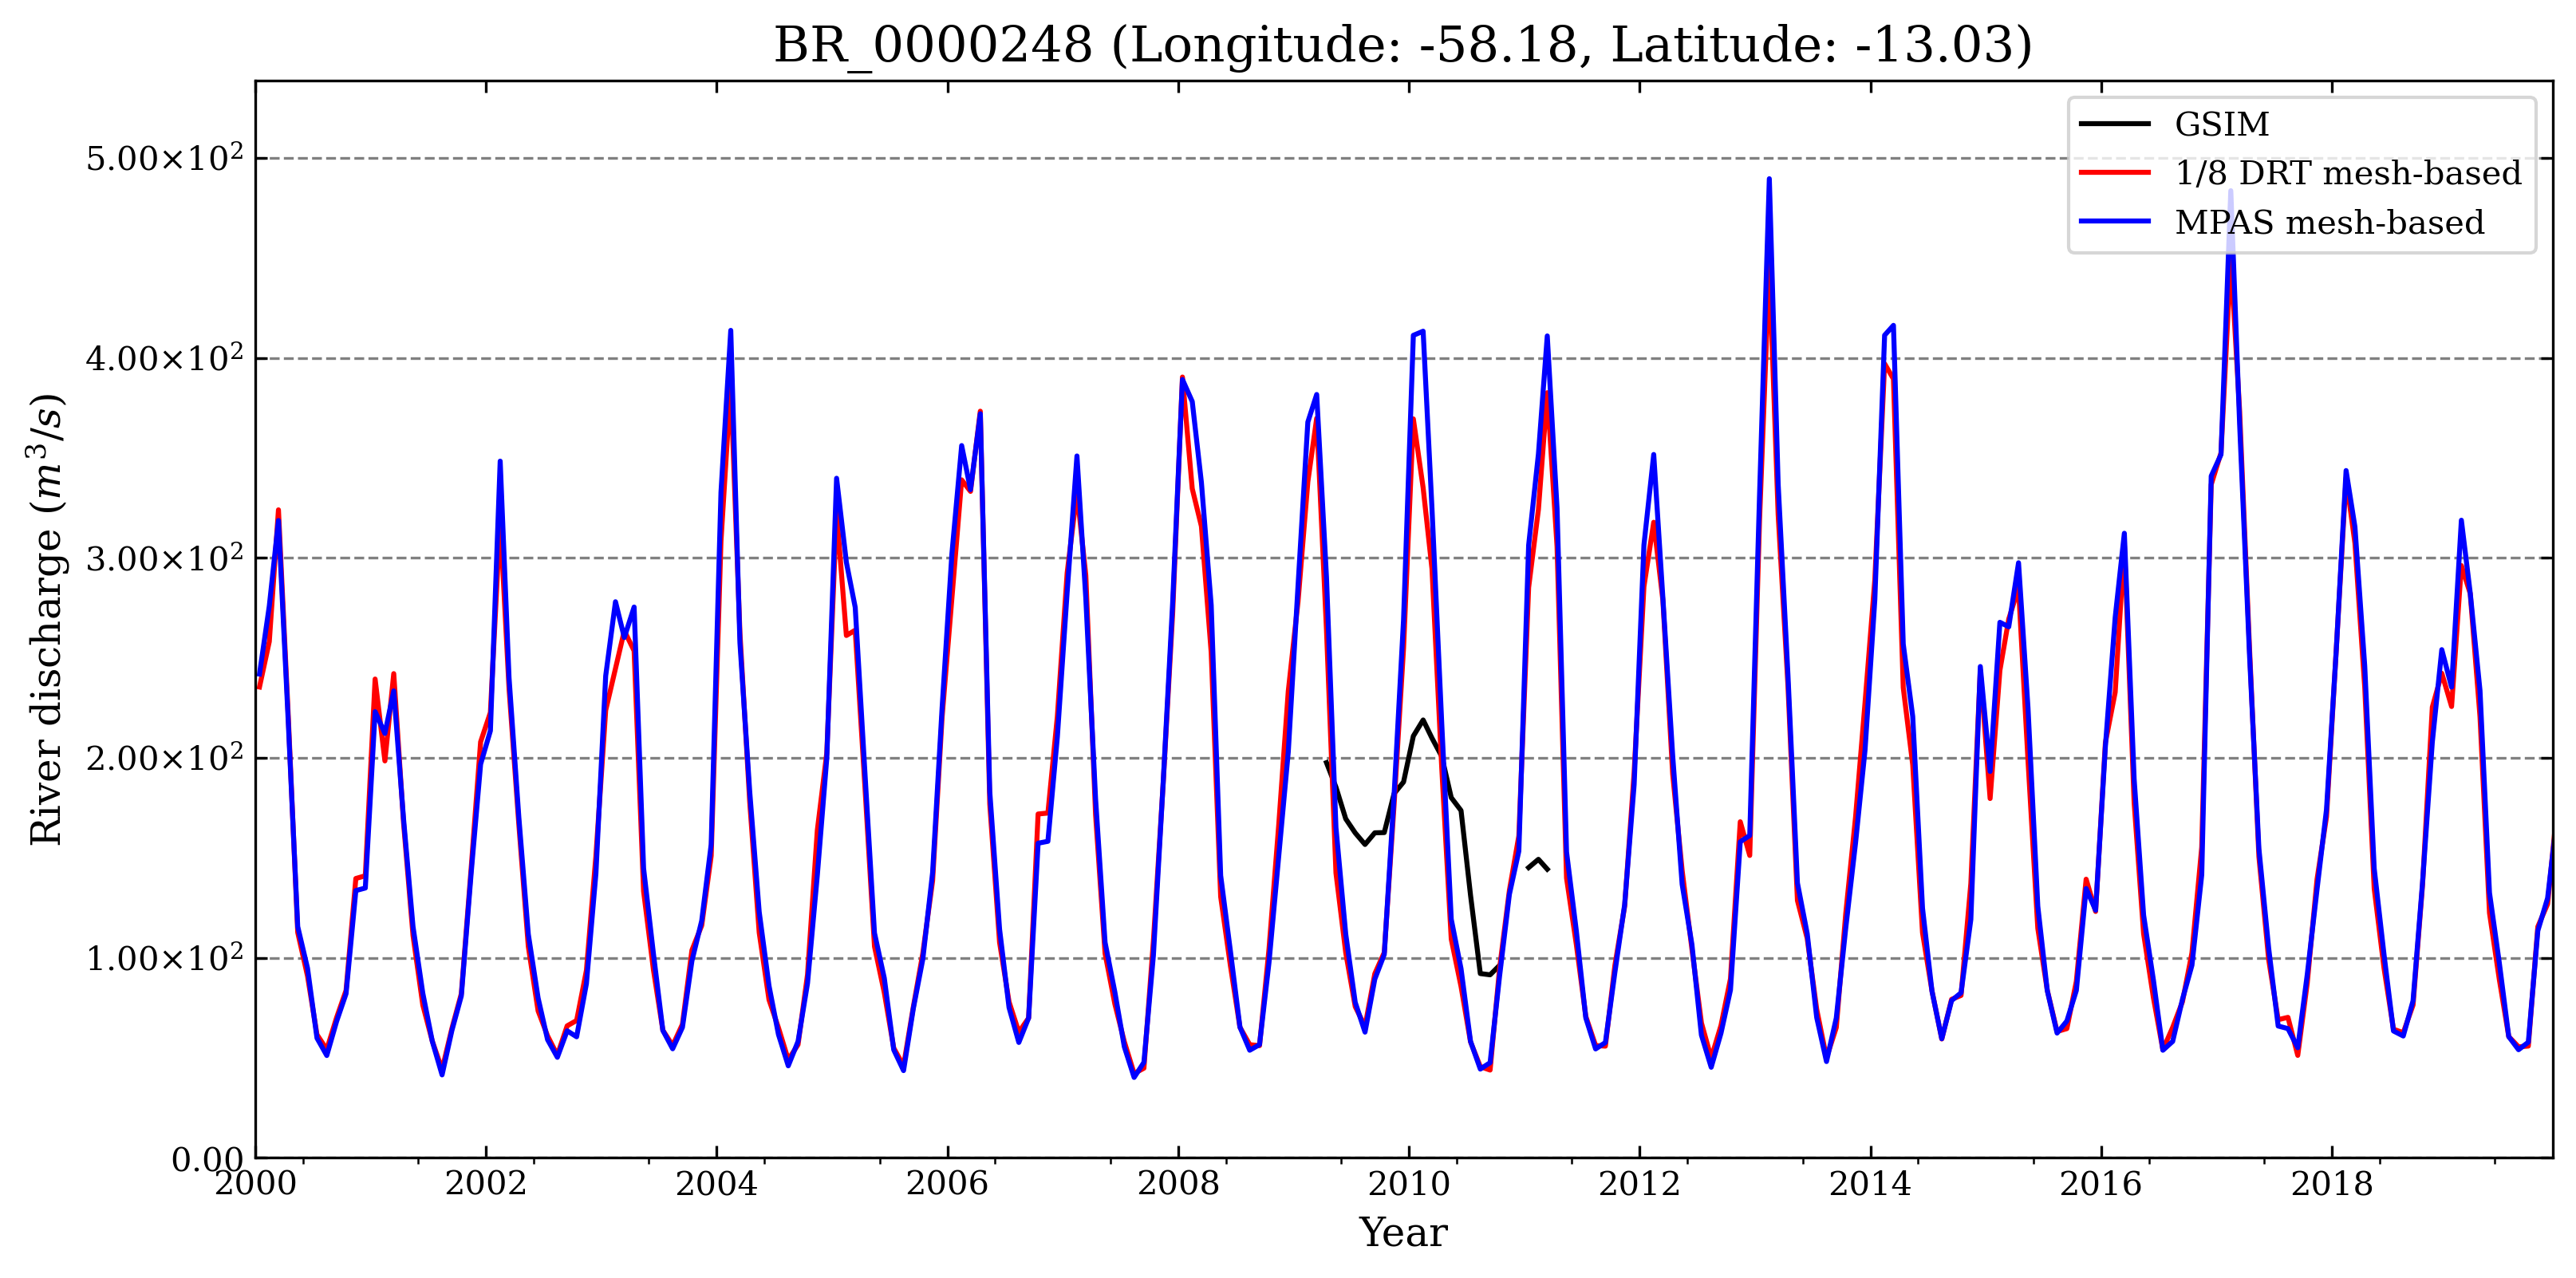 BR_0000248 (Longitude: -58.18, Latitude: -13.03)
GSIM
1/8 DRT mesh-based
MPAS mesh-based
River discharge (m³/s)
5.00×10²
4.00×10²
3.00×10²
2.00×10²
1.00×10²
0.00
2000 2002 2004 2006 2008 2010 2012 2014 2016 2018
Year